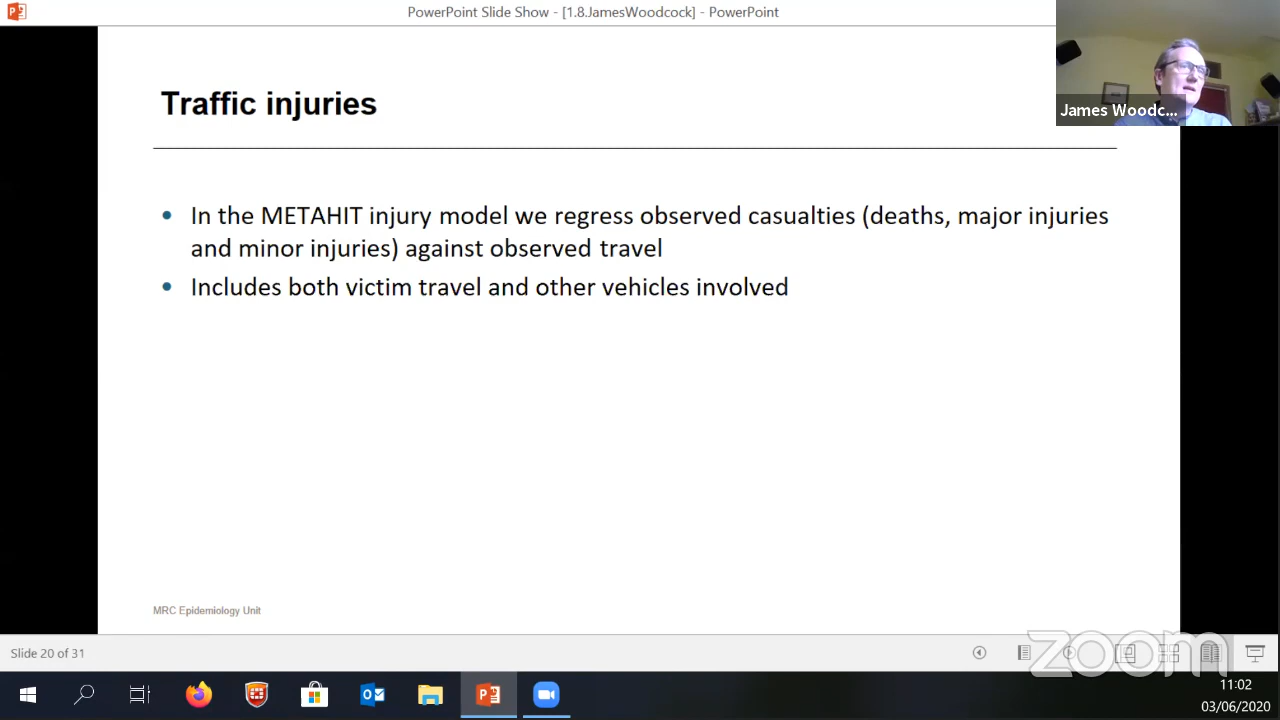 PowerPoint Slide Show - [1.8.JamesWoodcock] - PowerPoint
James Woodc...
Traffic injuries
• In the METAHIT injury model we regress observed casualties (deaths, major injuries
and minor injuries) against observed travel
• Includes both victim travel and other vehicles involved
MRC Epidemiology Unit
Slide 20 of 31
zoom
11:02
03/06/2020